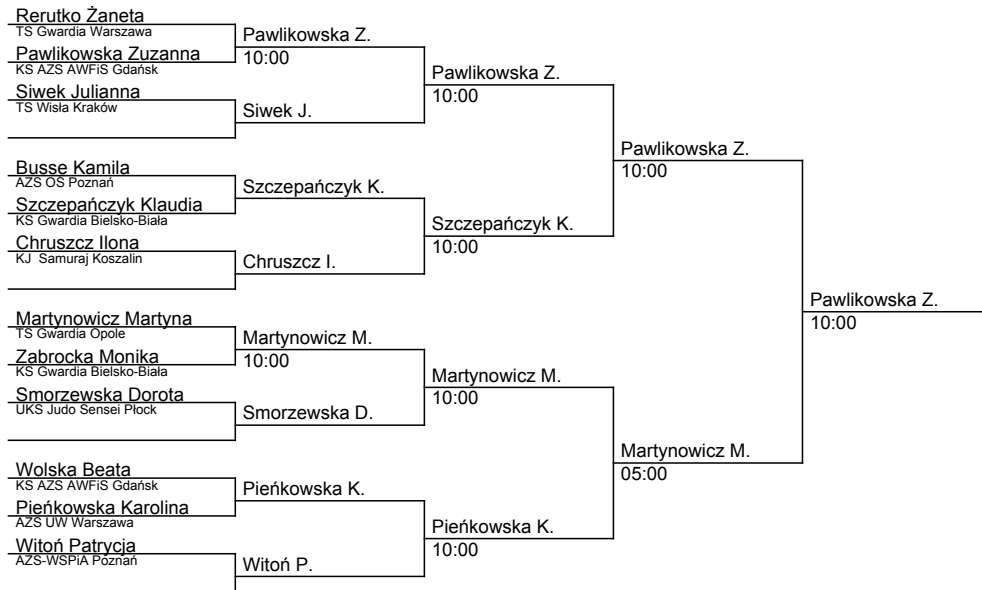 Rerutko Żaneta
TS Gwardia Warszawa
Pawlikowska Zuzanna
KS AZS AWFiS Gdańsk
Siwek Julianna
TS Wisła Kraków
Busse Kamila
AZS OŚ Poznań
Szczepańczyk Klaudia
KS Gwardia Bielsko-Biała
Chruszcz Ilona
KJ Samuraj Koszalin
Martynowicz Martyna
TS Gwardia Opole
Zabrocka Monika
KS Gwardia Bielsko-Biała
Smorzewska Dorota
UKS Judo Sensei Płock
Wolska Beata
KS AZS AWFiS Gdańsk
Pieńkowska Karolina
AZS UW Warszawa
Witoń Patrycja
AZS-WSPiA Poznań
Pawlikowska Z.
10:00
Siwek J.
Szczepańczyk K.
Chruszcz I.
Martynowicz M.
10:00
Smorzewska D.
Pieńkowska K.
Witoń P.
Pawlikowska Z.
10:00
Szczepańczyk K.
10:00
Martynowicz M.
10:00
Pieńkowska K.
10:00
Pawlikowska Z.
10:00
Martynowicz M.
05:00
Pawlikowska Z.
10:00